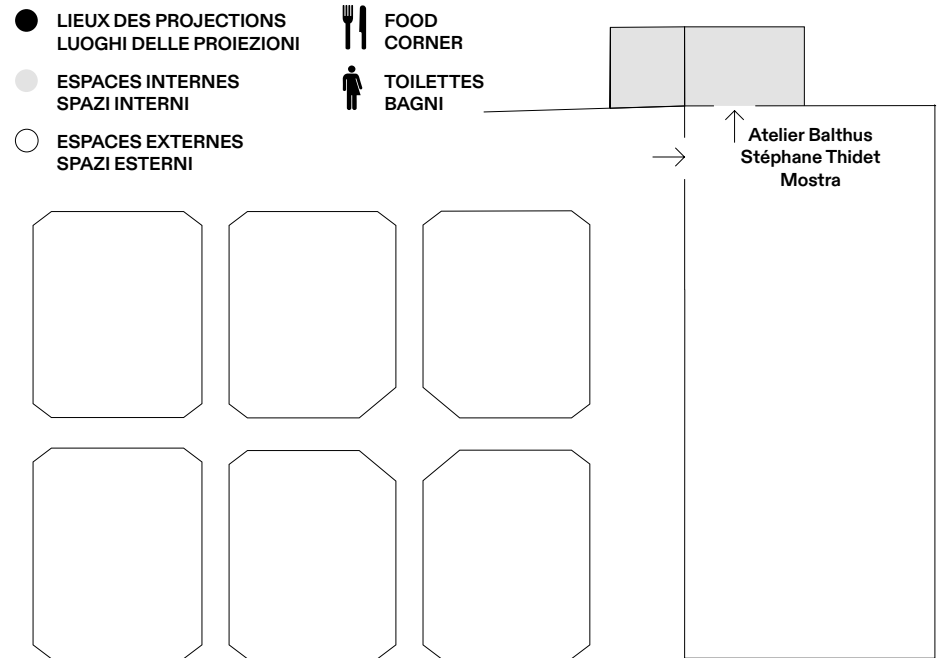 LIEUX DES PROJECTIONS
LUOGHI DELLE PROIEZIONI
ESPACES INTERNES
SPAZI INTERNI
ESPACES EXTERNES
SPAZI ESTERNI
FOOD
CORNER
TOILETTES
BAGNI
Atelier Balthus
Stéphane Thidet
Mostra